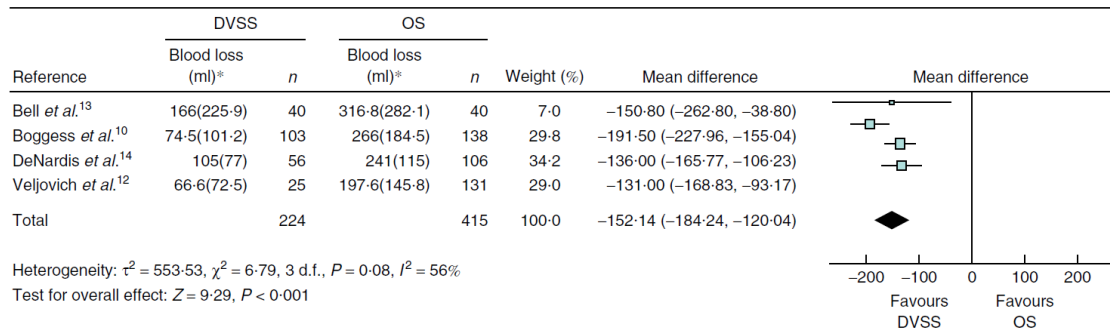 DVSS OS
Blood loss Blood loss
Reference (ml)* n (ml)* n Weight (%) Mean difference Mean difference
Bell et al.13 166(225·9) 40 316·8(282·1) 40 7·0 −150·80 (−262·80, −38·80)
Boggess et al.10 74·5(101·2) 103 266(184·5) 138 29·8 −191·50 (−227·96, −155·04)
DeNardis et al.14 105(77) 56 241(115) 106 34·2 −136·00 (−165·77, −106·23)
Veljovich et al.12 66·6(72·5) 25 197·6(145·8) 131 29·0 −131·00 (−168·83, −93·17)
Total 224 415 100·0 −152·14 (−184·24, −120·04)
Heterogeneity: τ2 = 553·53, χ2 = 6·79, 3 d.f., P = 0·08, I2 = 56%
Test for overall effect: Z = 9·29, P < 0·001
−200 −100 0 100 200
Favours Favours
DVSS OS